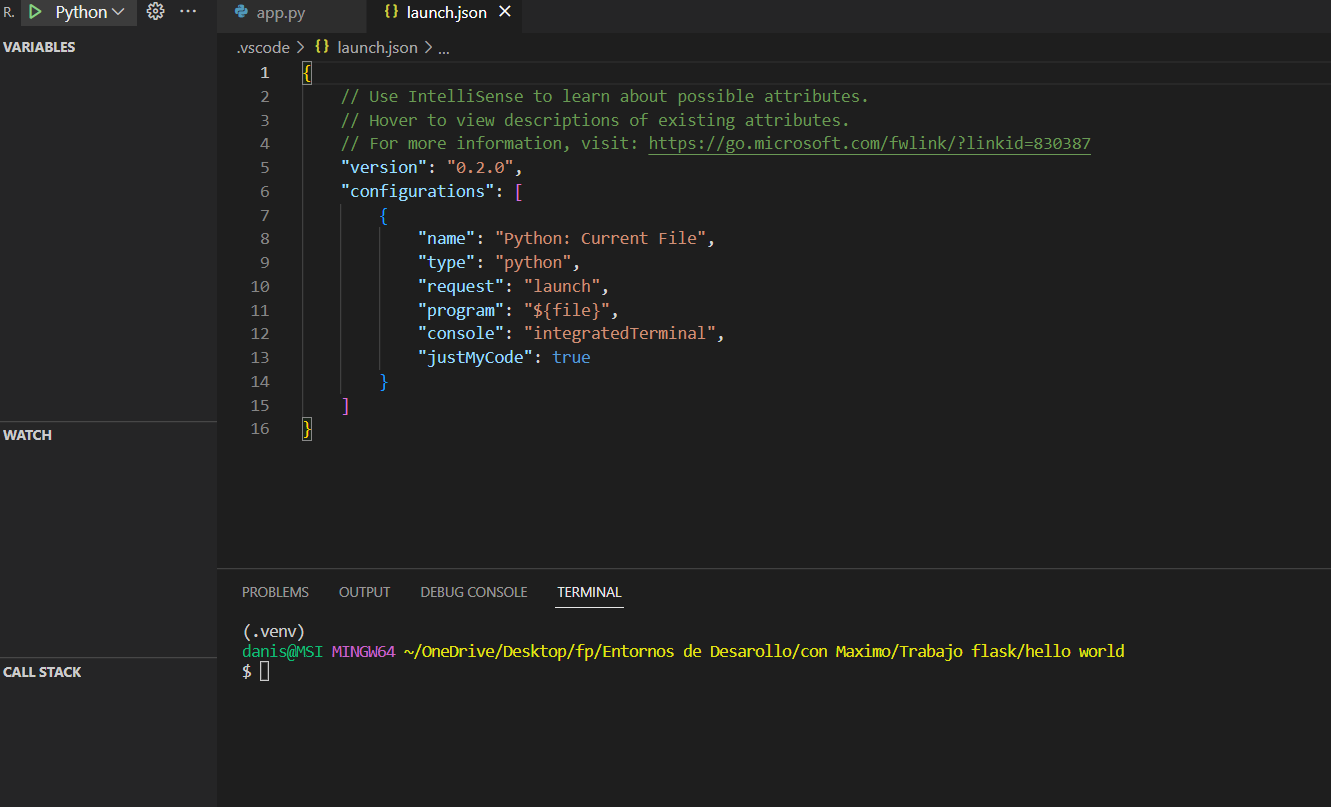 R. Python ...
app.py
launch.json
VARIABLES
.vscode > {} launch.json > ...
1 {
2 // Use IntelliSense to learn about possible attributes.
3 // Hover to view descriptions of existing attributes.
4 // For more information, visit: https://go.microsoft.com/fwlink/?linkid=830387
5 "version": "0.2.0",
6 "configurations": [
7 {
8 "name": "Python: Current File",
9 "type": "python",
10 "request": "launch",
11 "program": "${file}",
12 "console": "integratedTerminal",
13 "justMyCode": true
14 }
15 ]
16 }
WATCH
CALL STACK
PROBLEMS OUTPUT DEBUG CONSOLE TERMINAL
(.venv)
danis@MSI MINGW64 ~/OneDrive/Desktop/fp/Entornos de Desarollo/con Maximo/Trabajo flask/hello world
$